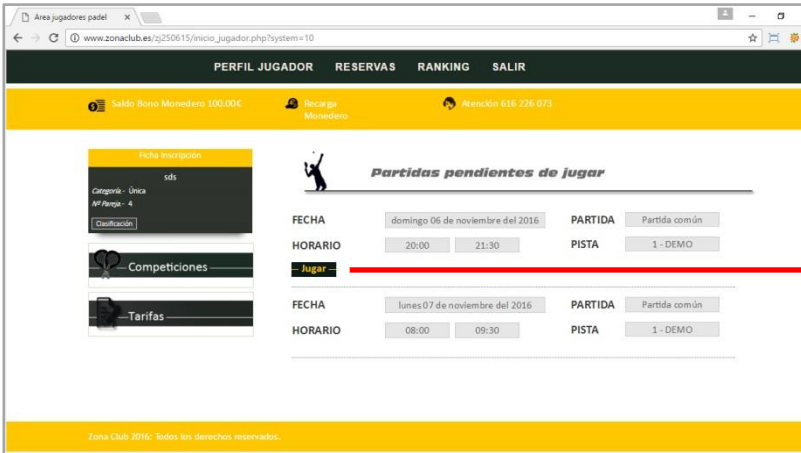 Area jugadores padel
www.zonaclub.es/zj250615/inicio_jugador.php?system=10
PERFIL JUGADOR RESERVAS RANKING SALIR
Saldo Bono Monedero 100.00€
Recarga
Monedero
Atención 616 226 073
Ficha Inscripción
sds
Categoría.- Única
Nº Pareja.- 4
Clasificación
Competiciones
Tarifas
Partidas pendientes de jugar
FECHA domingo 06 de noviembre del 2016 PARTIDA Partida común
HORARIO 20:00 21:30 PISTA 1 - DEMO
Jugar
FECHA lunes 07 de noviembre del 2016 PARTIDA Partida común
HORARIO 08:00 09:30 PISTA 1 - DEMO
Zona Club 2016: Todos los derechos reservados.